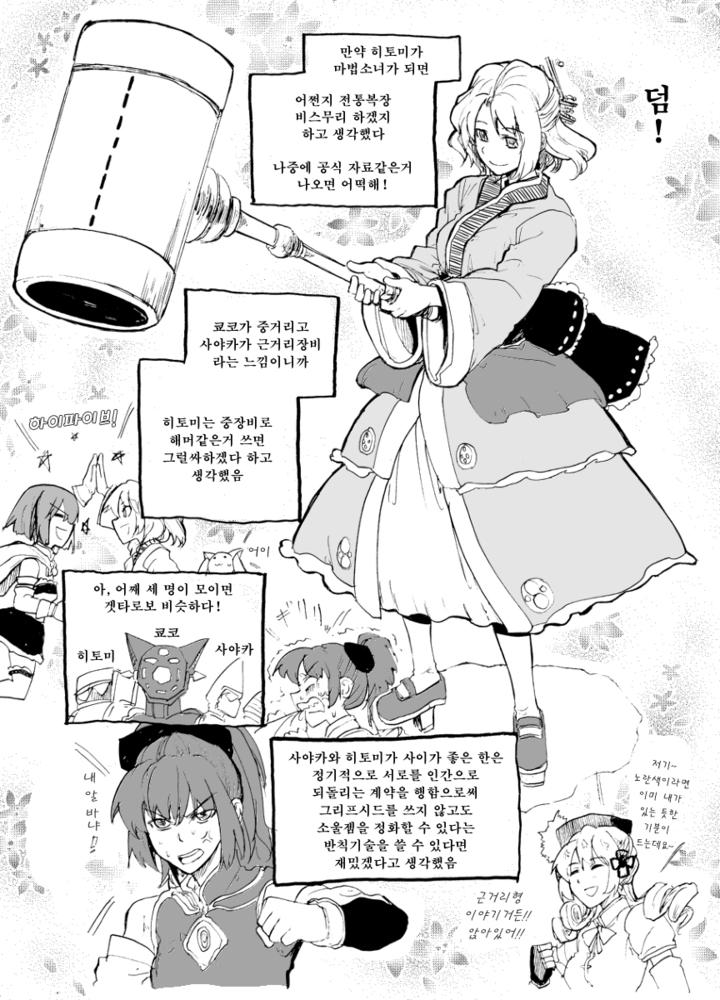 덤!
만약 히토미가
마법소녀가 되면
어쩐지 전통복장
비스무리 하겠지
하고 생각했다
나중에 공식 자료같은거
나오면 어떡해!
쿄코가 중거리고
사야카가 근거리장비
라는 느낌이니까
히토미는 중장비로
해머같은거 쓰면
그럴싸하겠다 하고
생각했음
하이파이브!
어이
아, 어째 세 명이 모이면
겟타로보 비슷하다!
쿄코
히토미
사야카
ギリリ
사야카와 히토미가 사이가 좋은 한은
정기적으로 서로를 인간으로
되돌리는 계약을 행함으로써
그리프시드를 쓰지 않고도
소울젬을 정화할 수 있다는
반칙기술을 쓸 수 있다면
재밌겠다고 생각했음
내
알
바
냐
!!
저기~
노란색이라면
이미 내가
있는 듯한
기분이
드는데요~
근거리형
이야기거든!!
앉아있어!!